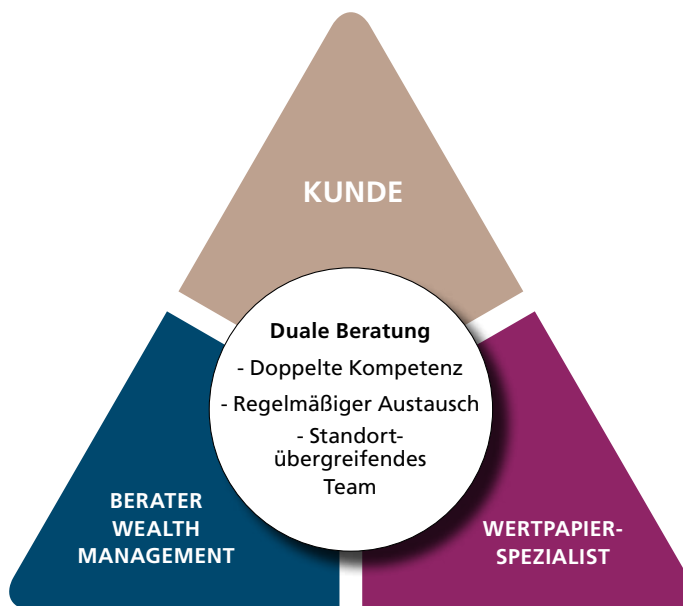 KUNDE
Duale Beratung
- Doppelte Kompetenz
- Regelmäßiger Austausch
- Standort-
übergreifendes
Team
BERATER
WEALTH
MANAGEMENT
WERTPAPIER-
SPEZIALIST